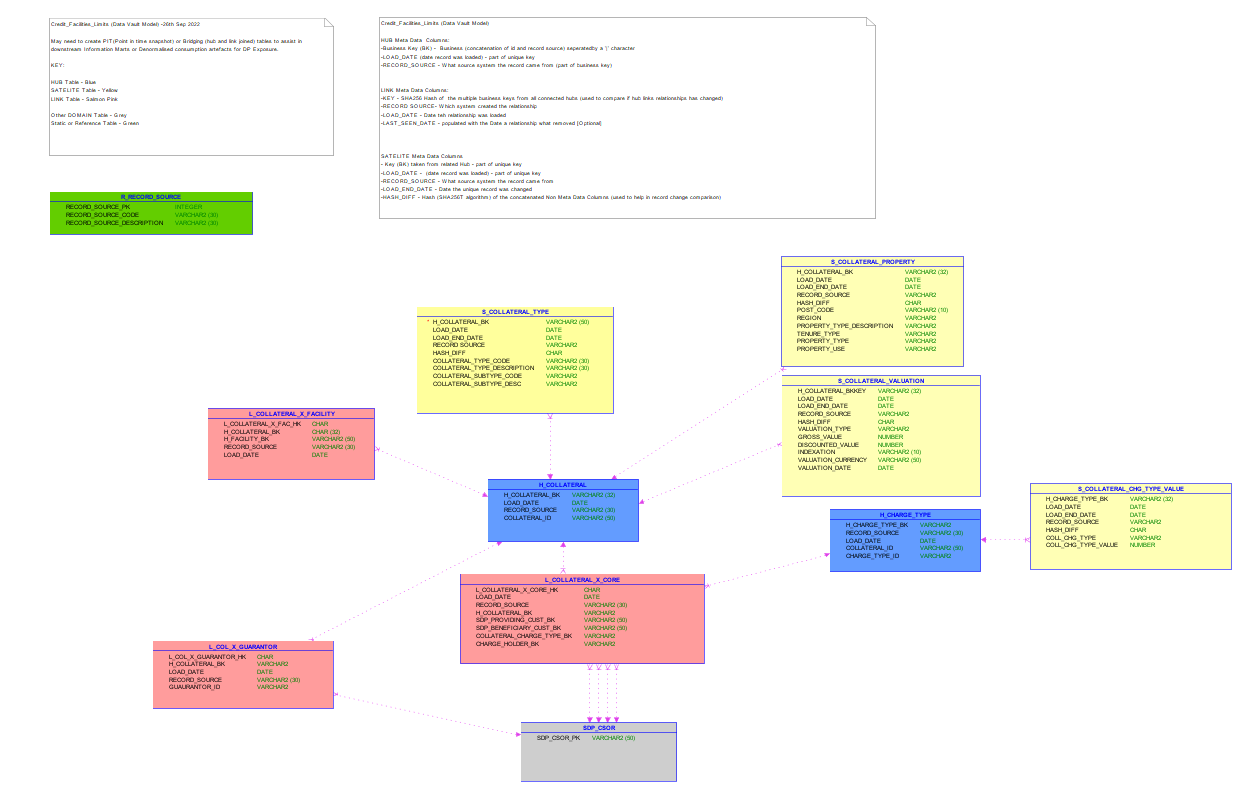 Credit_Facilities_Limits (Data Vault Model) -26th Sep 2022
May need to create PIT(Point in time snapshot) or Bridging (hub and link joined) tables to assist in
downstream Information Marts or Denormalised consumption artefacts for DP Exposure.
KEY:
HUB Table - Blue
SATELITE Table - Yellow
LINK Table - Salmon Pink
Other DOMAIN Table - Grey
Static or Reference Table - Green
Credit_Facilities_Limits (Data Vault Model)
HUB Meta Data Columns:
-Business Key (BK) - Business (concatenation of id and record source) seperatedby a '|' character
-LOAD_DATE (date record was loaded) - part of unique key
-RECORD_SOURCE - What source system the record came from (part of business key)
LINK Meta Data Columns:
-KEY - SHA256 Hash of the multiple business keys from all connected hubs (used to compare if hub links relationships has changed)
-RECORD SOURCE- Which system created the relationship
-LOAD_DATE - Date teh relationship was loaded
-LAST_SEEN_DATE - populated with the Date a relationship what removed [Optional]
SATELITE Meta Data Columns
- Key (BK) taken from related Hub - part of unique key
-LOAD_DATE - (date record was loaded) - part of unique key
-RECORD_SOURCE - What source system the record came from
-LOAD_END_DATE - Date the unique record was changed
-HASH_DIFF - Hash (SHA256T algorithm) of the concatenated Non Meta Data Columns (used to help in record change comparison)
R_RECORD_SOURCE
RECORD_SOURCE_PK INTEGER
RECORD_SOURCE_CODE VARCHAR2 (30)
RECORD_SOURCE_DESCRIPTION VARCHAR2 (30)
S_COLLATERAL_PROPERTY
H_COLLATERAL_BK VARCHAR2 (32)
LOAD_DATE DATE
LOAD_END_DATE DATE
RECORD_SOURCE VARCHAR2
HASH_DIFF CHAR
POST_CODE VARCHAR2 (10)
REGION VARCHAR2
PROPERTY_TYPE_DESCRIPTION VARCHAR2
TENURE_TYPE VARCHAR2
PROPERTY_TYPE VARCHAR2
PROPERTY_USE VARCHAR2
S_COLLATERAL_TYPE
* H_COLLATERAL_BK VARCHAR2 (50)
LOAD_DATE DATE
LOAD_END_DATE DATE
RECORD SOURCE VARCHAR2
HASH_DIFF CHAR
COLLATERAL_TYPE_CODE VARCHAR2 (30)
COLLATERAL_TYPE_DESCRIPTION VARCHAR2 (30)
COLLATERAL_SUBTYPE_CODE VARCHAR2
COLLATERAL_SUBTYPE_DESC VARCHAR2
S_COLLATERAL_VALUATION
H_COLLATERAL_BKKEY VARCHAR2 (32)
LOAD_DATE DATE
LOAD_END_DATE DATE
RECORD_SOURCE VARCHAR2
HASH_DIFF CHAR
VALUATION_TYPE VARCHAR2
GROSS_VALUE NUMBER
DISCOUNTED_VALUE NUMBER
INDEXATION VARCHAR2 (10)
VALUATION_CURRENCY VARCHAR2 (50)
VALUATION_DATE DATE
L_COLLATERAL_X_FACILITY
L_COLLATERAL_X_FAC_HK CHAR
H_COLLATERAL_BK CHAR (32)
H_FACILITY_BK VARCHAR2 (50)
RECORD_SOURCE VARCHAR2 (30)
LOAD_DATE DATE
H_COLLATERAL
H_COLLATERAL_BK VARCHAR2 (32)
LOAD_DATE DATE
RECORD_SOURCE VARCHAR2 (30)
COLLATERAL_ID VARCHAR2 (50)
S_COLLATERAL_CHG_TYPE_VALUE
H_CHARGE_TYPE_BK VARCHAR2 (32)
LOAD_DATE DATE
LOAD_END_DATE DATE
RECORD_SOURCE VARCHAR2
HASH_DIFF CHAR
COLL_CHG_TYPE VARCHAR2
COLL_CHG_TYPE_VALUE NUMBER
H_CHARGE_TYPE
H_CHARGE_TYPE_BK VARCHAR2
RECORD_SOURCE VARCHAR2 (30)
LOAD_DATE DATE
COLLATERAL_ID VARCHAR2 (50)
CHARGE_TYPE_ID VARCHAR2
L_COLLATERAL_X_CORE
L_COLLATERAL_X_CORE_HK CHAR
LOAD_DATE DATE
RECORD_SOURCE VARCHAR2 (30)
H_COLLATERAL_BK VARCHAR2
SDP_PROVIDING_CUST_BK VARCHAR2 (50)
SDP_BENEFICIARY_CUST_BK VARCHAR2 (50)
COLLATERAL_CHARGE_TYPE_BK VARCHAR2
CHARGE_HOLDER_BK VARCHAR2
L_COL_X_GUARANTOR
L_COL_X_GUARANTOR_HK CHAR
H_COLLATERAL_BK VARCHAR2
LOAD_DATE DATE
RECORD_SOURCE VARCHAR2 (30)
GUAURANTOR_ID VARCHAR2
SDP_CSOR
SDP_CSOR_PK VARCHAR2 (50)